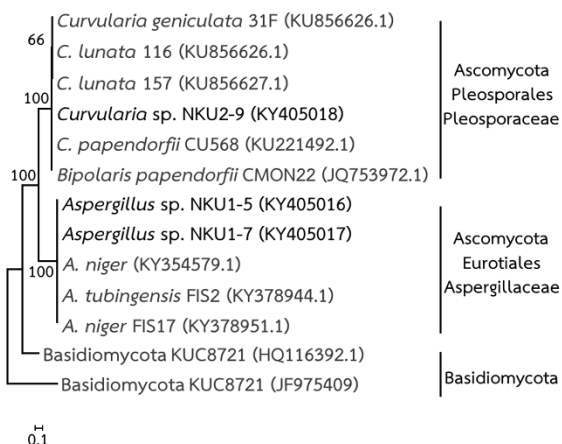 Curvularia geniculata 31F (KU856626.1)
66
C. lunata 116 (KU856626.1)
C. lunata 157 (KU856627.1)
100
Curvularia sp. NKU2-9 (KY405018)
C. papendorfii CU568 (KU221492.1)
100
Bipolaris papendorfii CMON22 (JQ753972.1)
Ascomycota
Pleosporales
Pleosporaceae
Aspergillus sp. NKU1-5 (KY405016)
Aspergillus sp. NKU1-7 (KY405017)
100
A. niger (KY354579.1)
A. tubingensis FIS2 (KY378944.1)
A. niger FIS17 (KY378951.1)
Ascomycota
Eurotiales
Aspergillaceae
Basidiomycota KUC8721 (HQ116392.1)
Basidiomycota KUC8721 (JF975409)
Basidiomycota
0.1